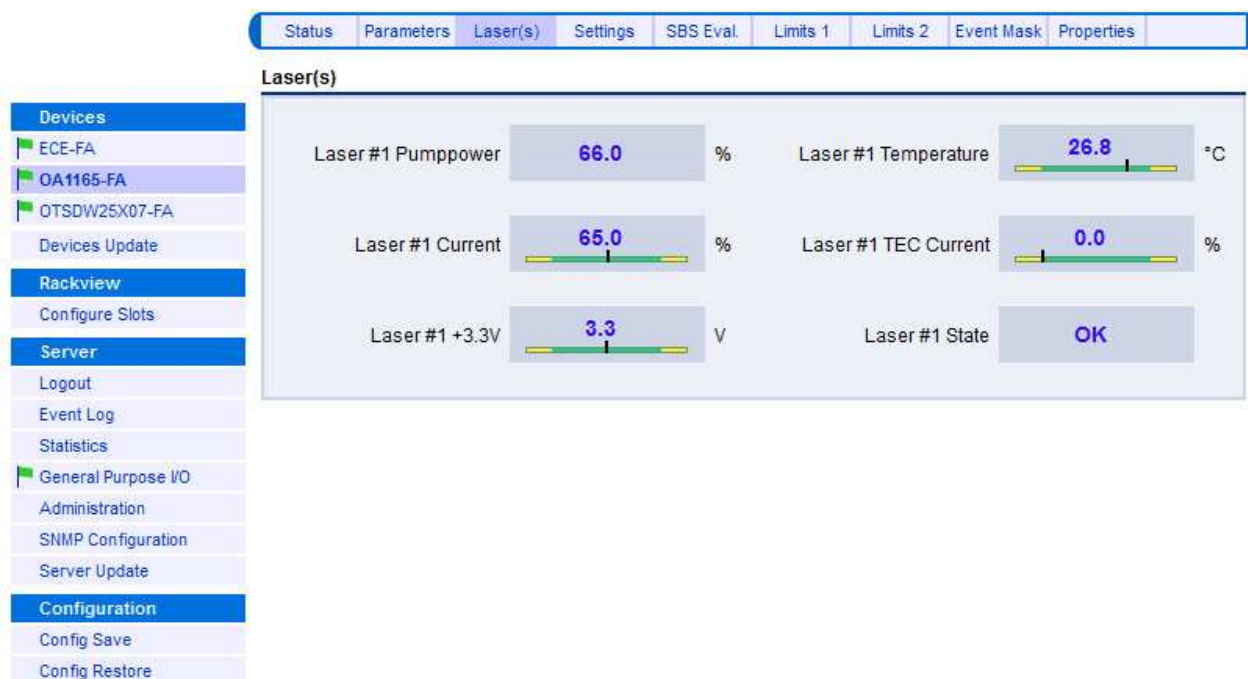 Status Parameters Laser(s) Settings SBS Eval. Limits 1 Limits 2 Event Mask Properties
Laser(s)
Devices
ECE-FA
OA1165-FA
OTSDW25X07-FA
Devices Update
Rackview
Configure Slots
Server
Logout
Event Log
Statistics
General Purpose I/O
Administration
SNMP Configuration
Server Update
Configuration
Config Save
Config Restore
Laser #1 Pumppower 66.0 % Laser #1 Temperature 26.8 °C
Laser #1 Current 65.0 % Laser #1 TEC Current 0.0 %
Laser #1 +3.3V 3.3 V Laser #1 State OK